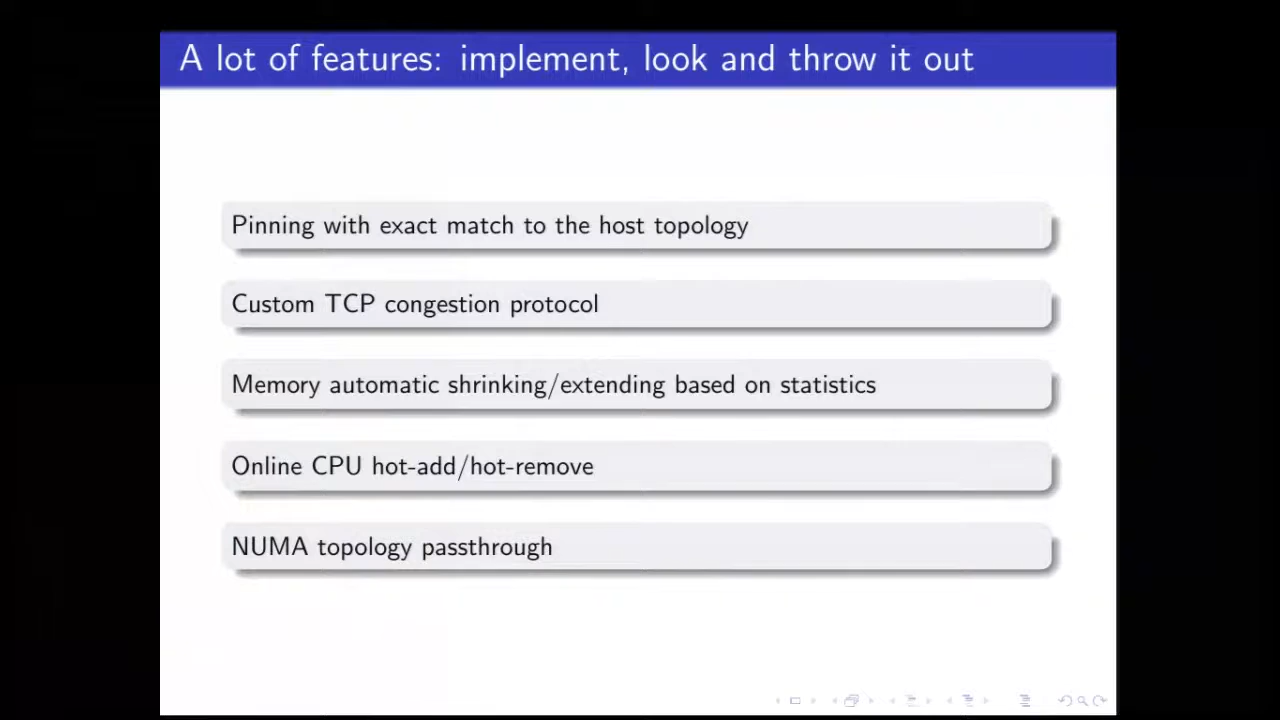 A lot of features: implement, look and throw it out
Pinning with exact match to the host topology
Custom TCP congestion protocol
Memory automatic shrinking/extending based on statistics
Online CPU hot-add/hot-remove
NUMA topology passthrough